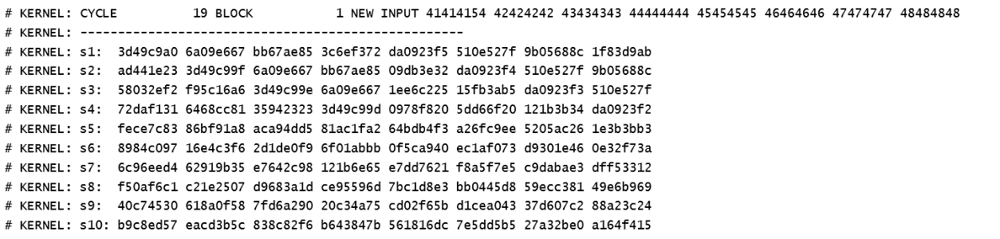 # KERNEL: CYCLE          19 BLOCK           1 NEW INPUT 41414154 42424242 43434343 44444444 45454545 46464646 47474747 48484848
# KERNEL: --------------------------------------------------
# KERNEL: s1:  3d49c9a0 6a09e667 bb67ae85 3c6ef372 da0923f5 510e527f 9b05688c 1f83d9ab
# KERNEL: s2:  ad441e23 3d49c99f 6a09e667 bb67ae85 09db3e32 da0923f4 510e527f 9b05688c
# KERNEL: s3:  58032ef2 f95c16a6 3d49c99e 6a09e667 1ee6c225 15fb3ab5 da0923f3 510e527f
# KERNEL: s4:  72daf131 6468cc81 35942323 3d49c99d 0978f820 5dd66f20 121b3b34 da0923f2
# KERNEL: s5:  fece7c83 86bf91a8 aca94dd5 81ac1fa2 64bdb4f3 a26fc9ee 5205ac26 1e3b3bb3
# KERNEL: s6:  8984c097 16e4c3f6 2d1de0f9 6f01abbb 0f5ca940 ec1af073 d9301e46 0e32f73a
# KERNEL: s7:  6c96eed4 62919b35 e7642c98 121b6e65 e7dd7621 f8a5f7e5 c9dabae3 dff53312
# KERNEL: s8:  f50af6c1 c21e2507 d9683a1d ce95596d 7bc1d8e3 bb0445d8 59ecc381 49e6b969
# KERNEL: s9:  40c74530 618a0f58 7fd6a290 20c34a75 cd02f65b d1cea043 37d607c2 88a23c24
# KERNEL: s10: b9c8ed57 eacd3b5c 838c82f6 b643847b 561816dc 7e5dd5b5 27a32be0 a164f415